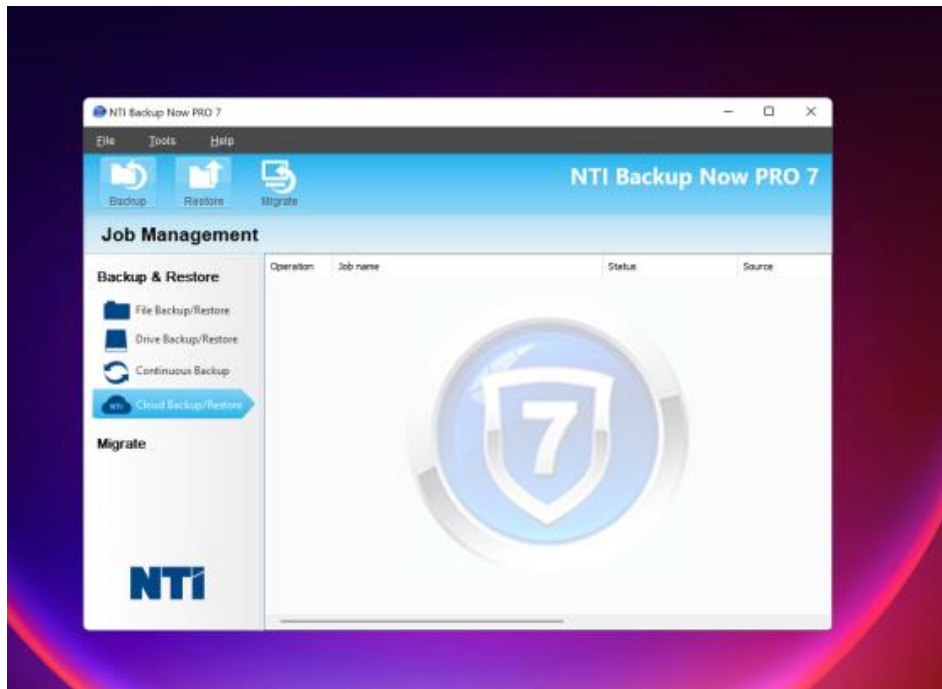 NTI Backup Now PRO 7
File Tools Help
NTI Backup Now PRO 7
Backup Restore Migrate
Job Management
Operation Job name Status Source
Backup & Restore
File Backup/Restore
Drive Backup/Restore
Continuous Backup
NTI Cloud Backup/Restore
Migrate
7
NTI